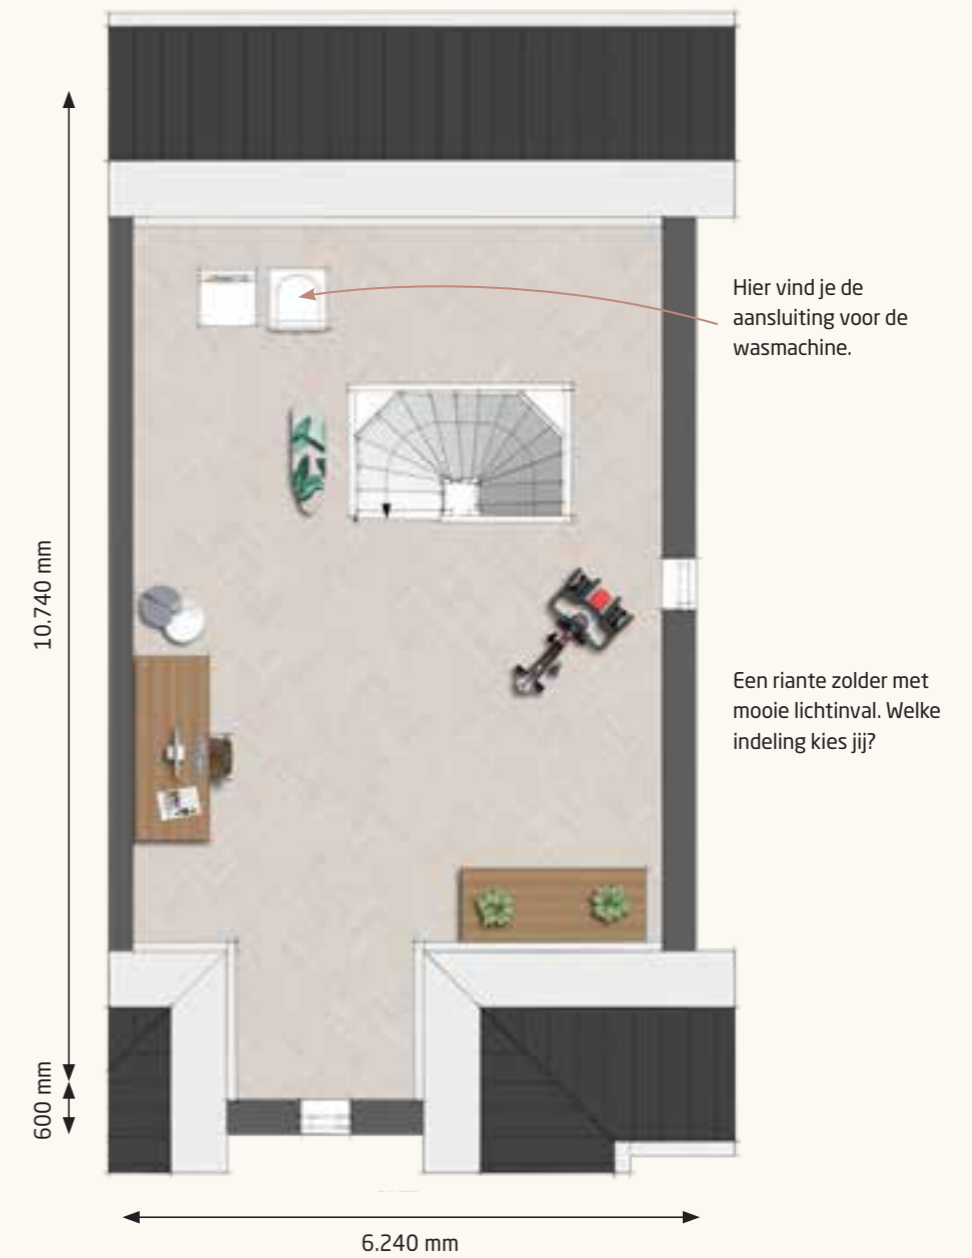 Hier vind je de
aansluiting voor de
wasmachine.
10.740 mm
Een riante zolder met
mooie lichtinval. Welke
indeling kies jij?
600 mm
6.240 mm